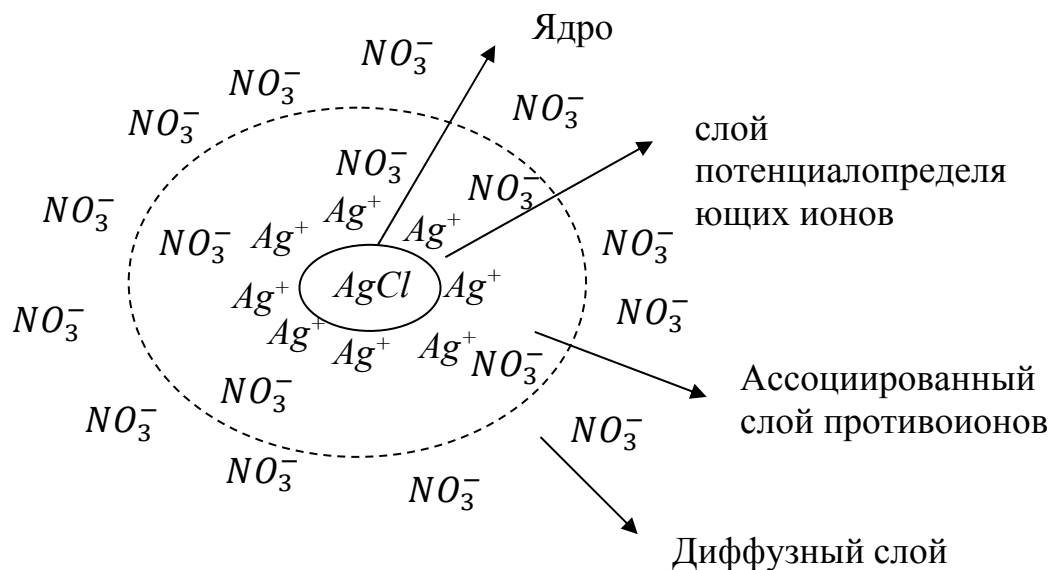 Ядро
NO₃⁻
NO₃⁻
NO₃⁻
NO₃⁻
слой
потенциалопределя
ющих ионов
NO₃⁻
NO₃⁻
NO₃⁻
Ag⁺
Ag⁺
Ag⁺
NO₃⁻
NO₃⁻
AgCl
Ag⁺
Ag⁺
NO₃⁻
NO₃⁻
Ag⁺
Ag⁺
Ag⁺
NO₃⁻
NO₃⁻
Ассоциированный
слой противоионов
NO₃⁻
NO₃⁻
NO₃⁻
NO₃⁻
Диффузный слой